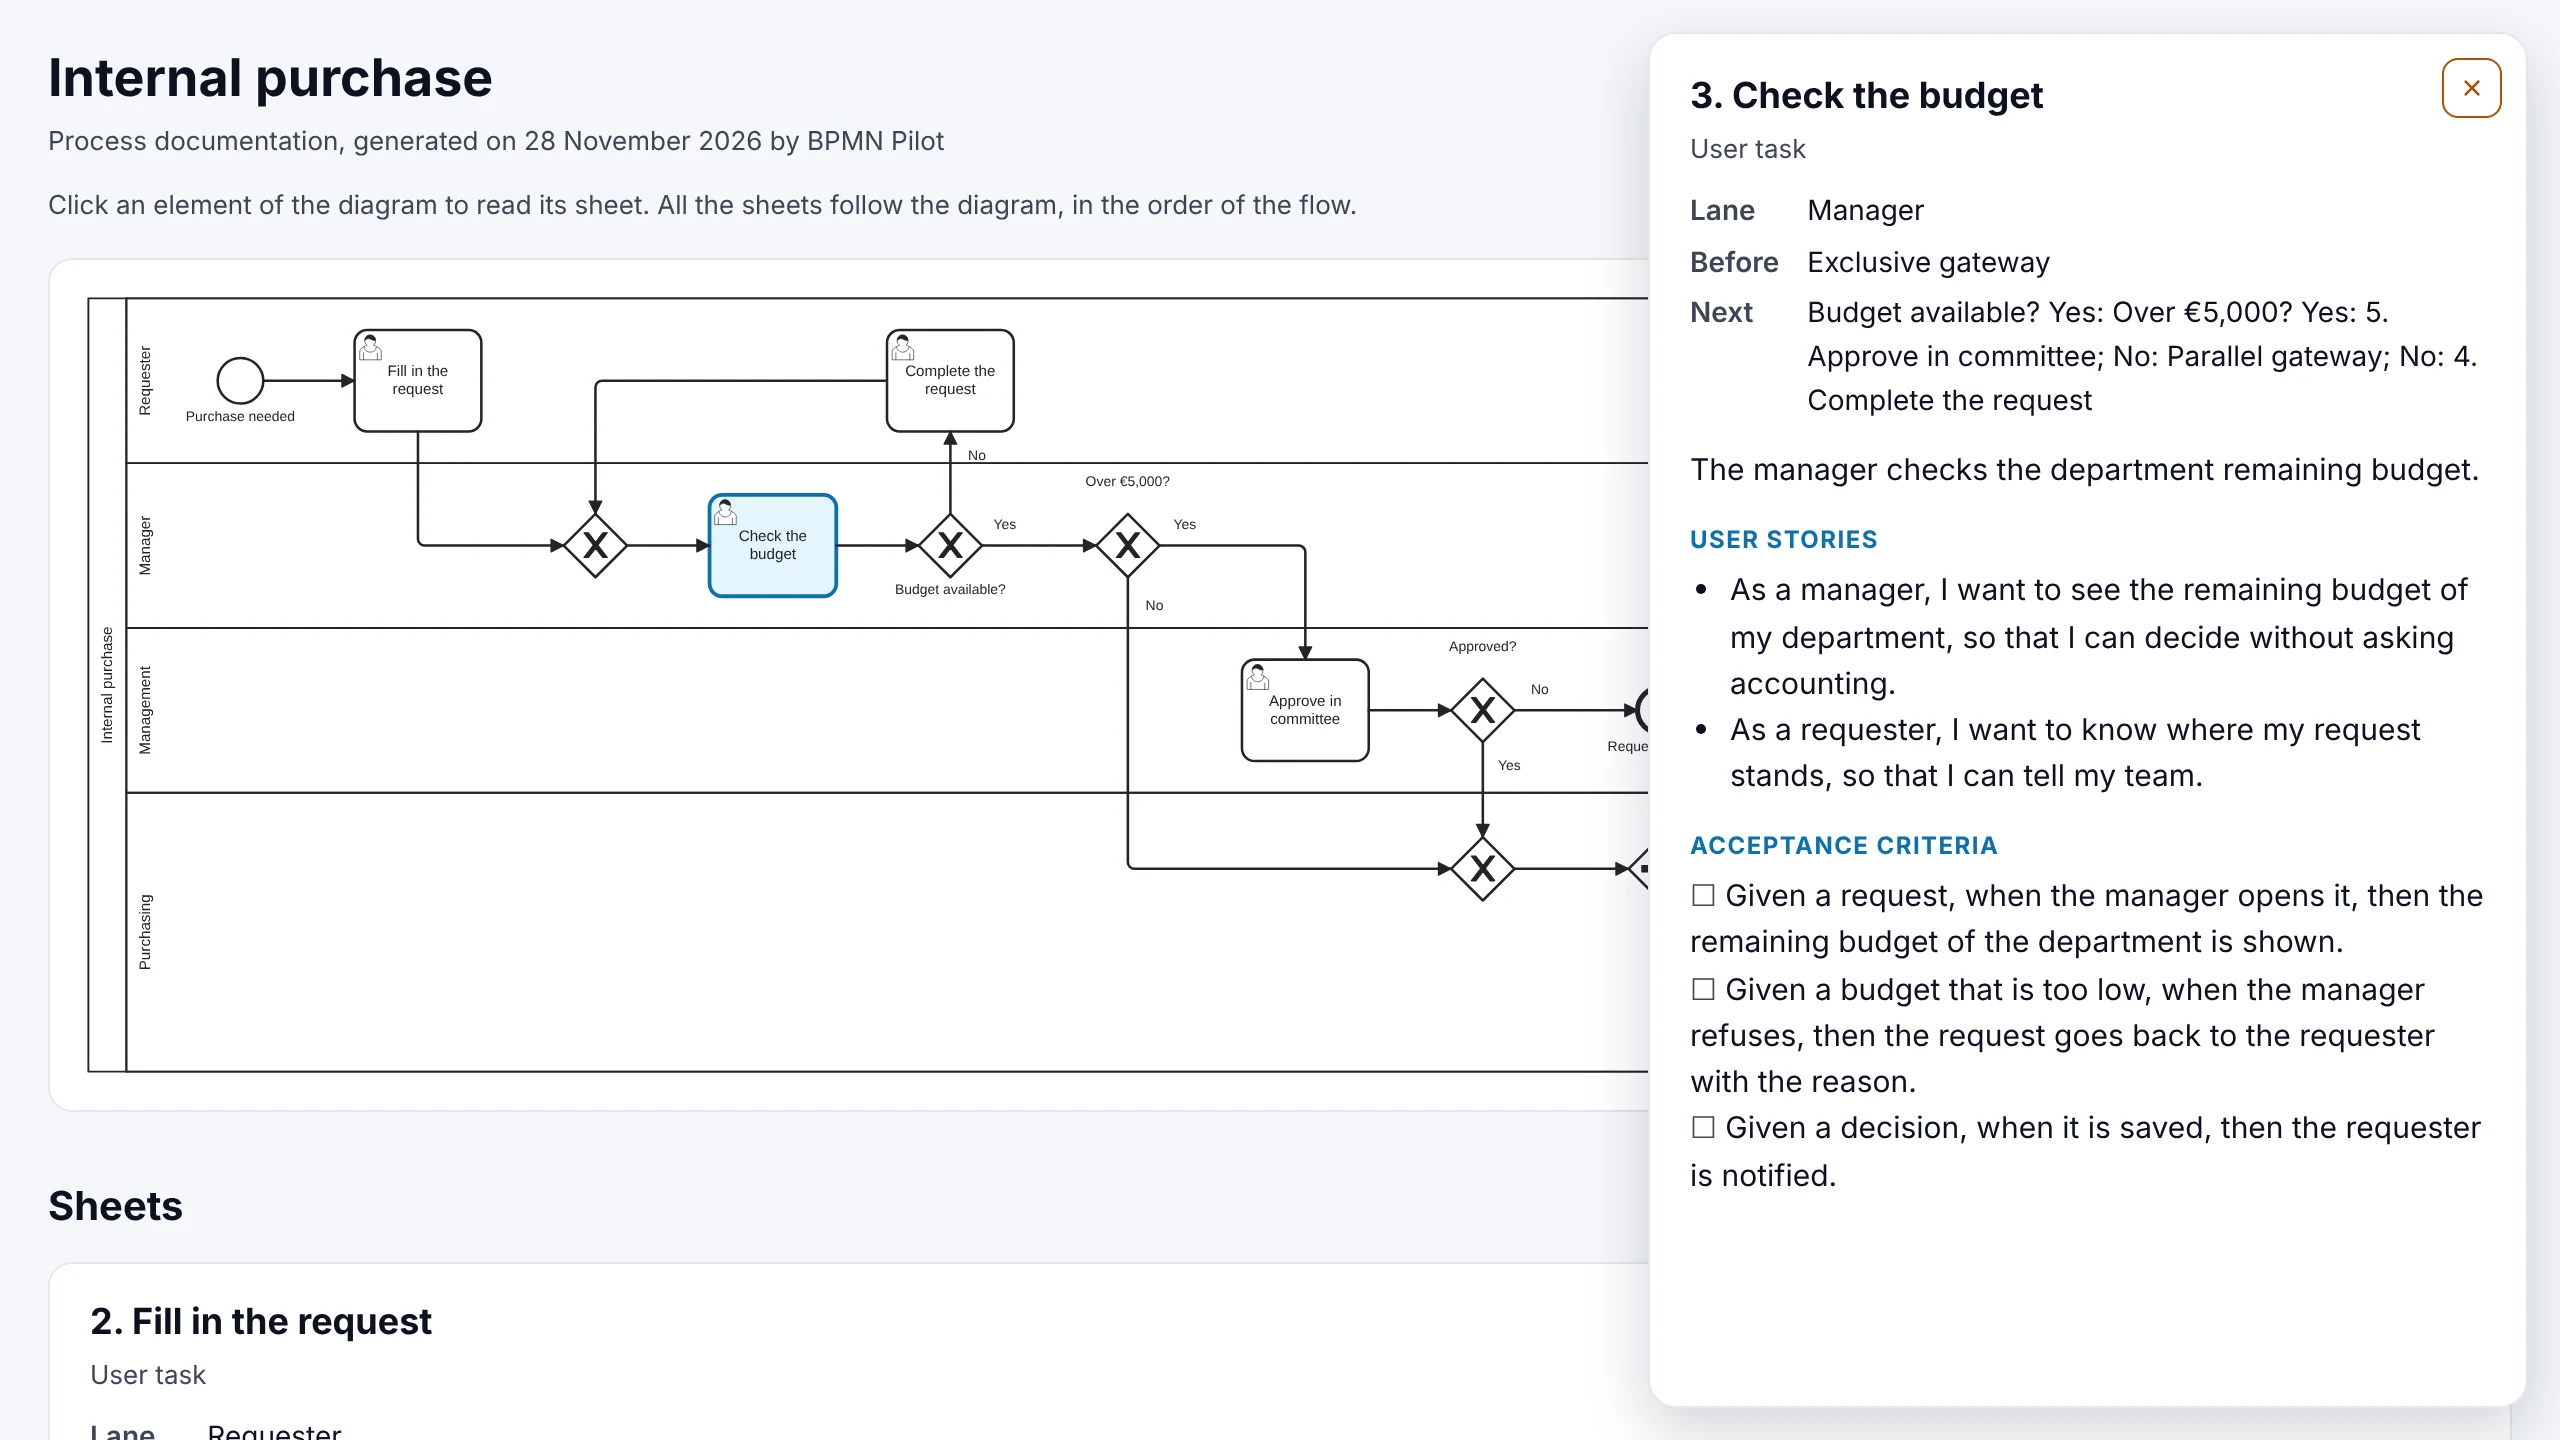 Internal purchase
Process documentation, generated on 28 November 2026 by BPMN Pilot
Click an element of the diagram to read its sheet. All the sheets follow the diagram, in the order of the flow.
Internal purchase
Requester
Purchase needed
Fill in the
request
Complete the
request
No
Manager
Check the
budget
Budget available?
Yes
Over €5,000?
Yes
No
Management
Approve in
committee
Approved?
No
Yes
Purchasing
Sheets
2. Fill in the request
User task
Lane Requester
3. Check the budget
×
User task
Lane Manager
Before Exclusive gateway
Next Budget available? Yes: Over €5,000? Yes: 5.
Approve in committee; No: Parallel gateway; No: 4.
Complete the request
The manager checks the department remaining budget.
USER STORIES
• As a manager, I want to see the remaining budget of
my department, so that I can decide without asking
accounting.
• As a requester, I want to know where my request
stands, so that I can tell my team.
ACCEPTANCE CRITERIA
☐ Given a request, when the manager opens it, then the
remaining budget of the department is shown.
☐ Given a budget that is too low, when the manager
refuses, then the request goes back to the requester
with the reason.
☐ Given a decision, when it is saved, then the requester
is notified.